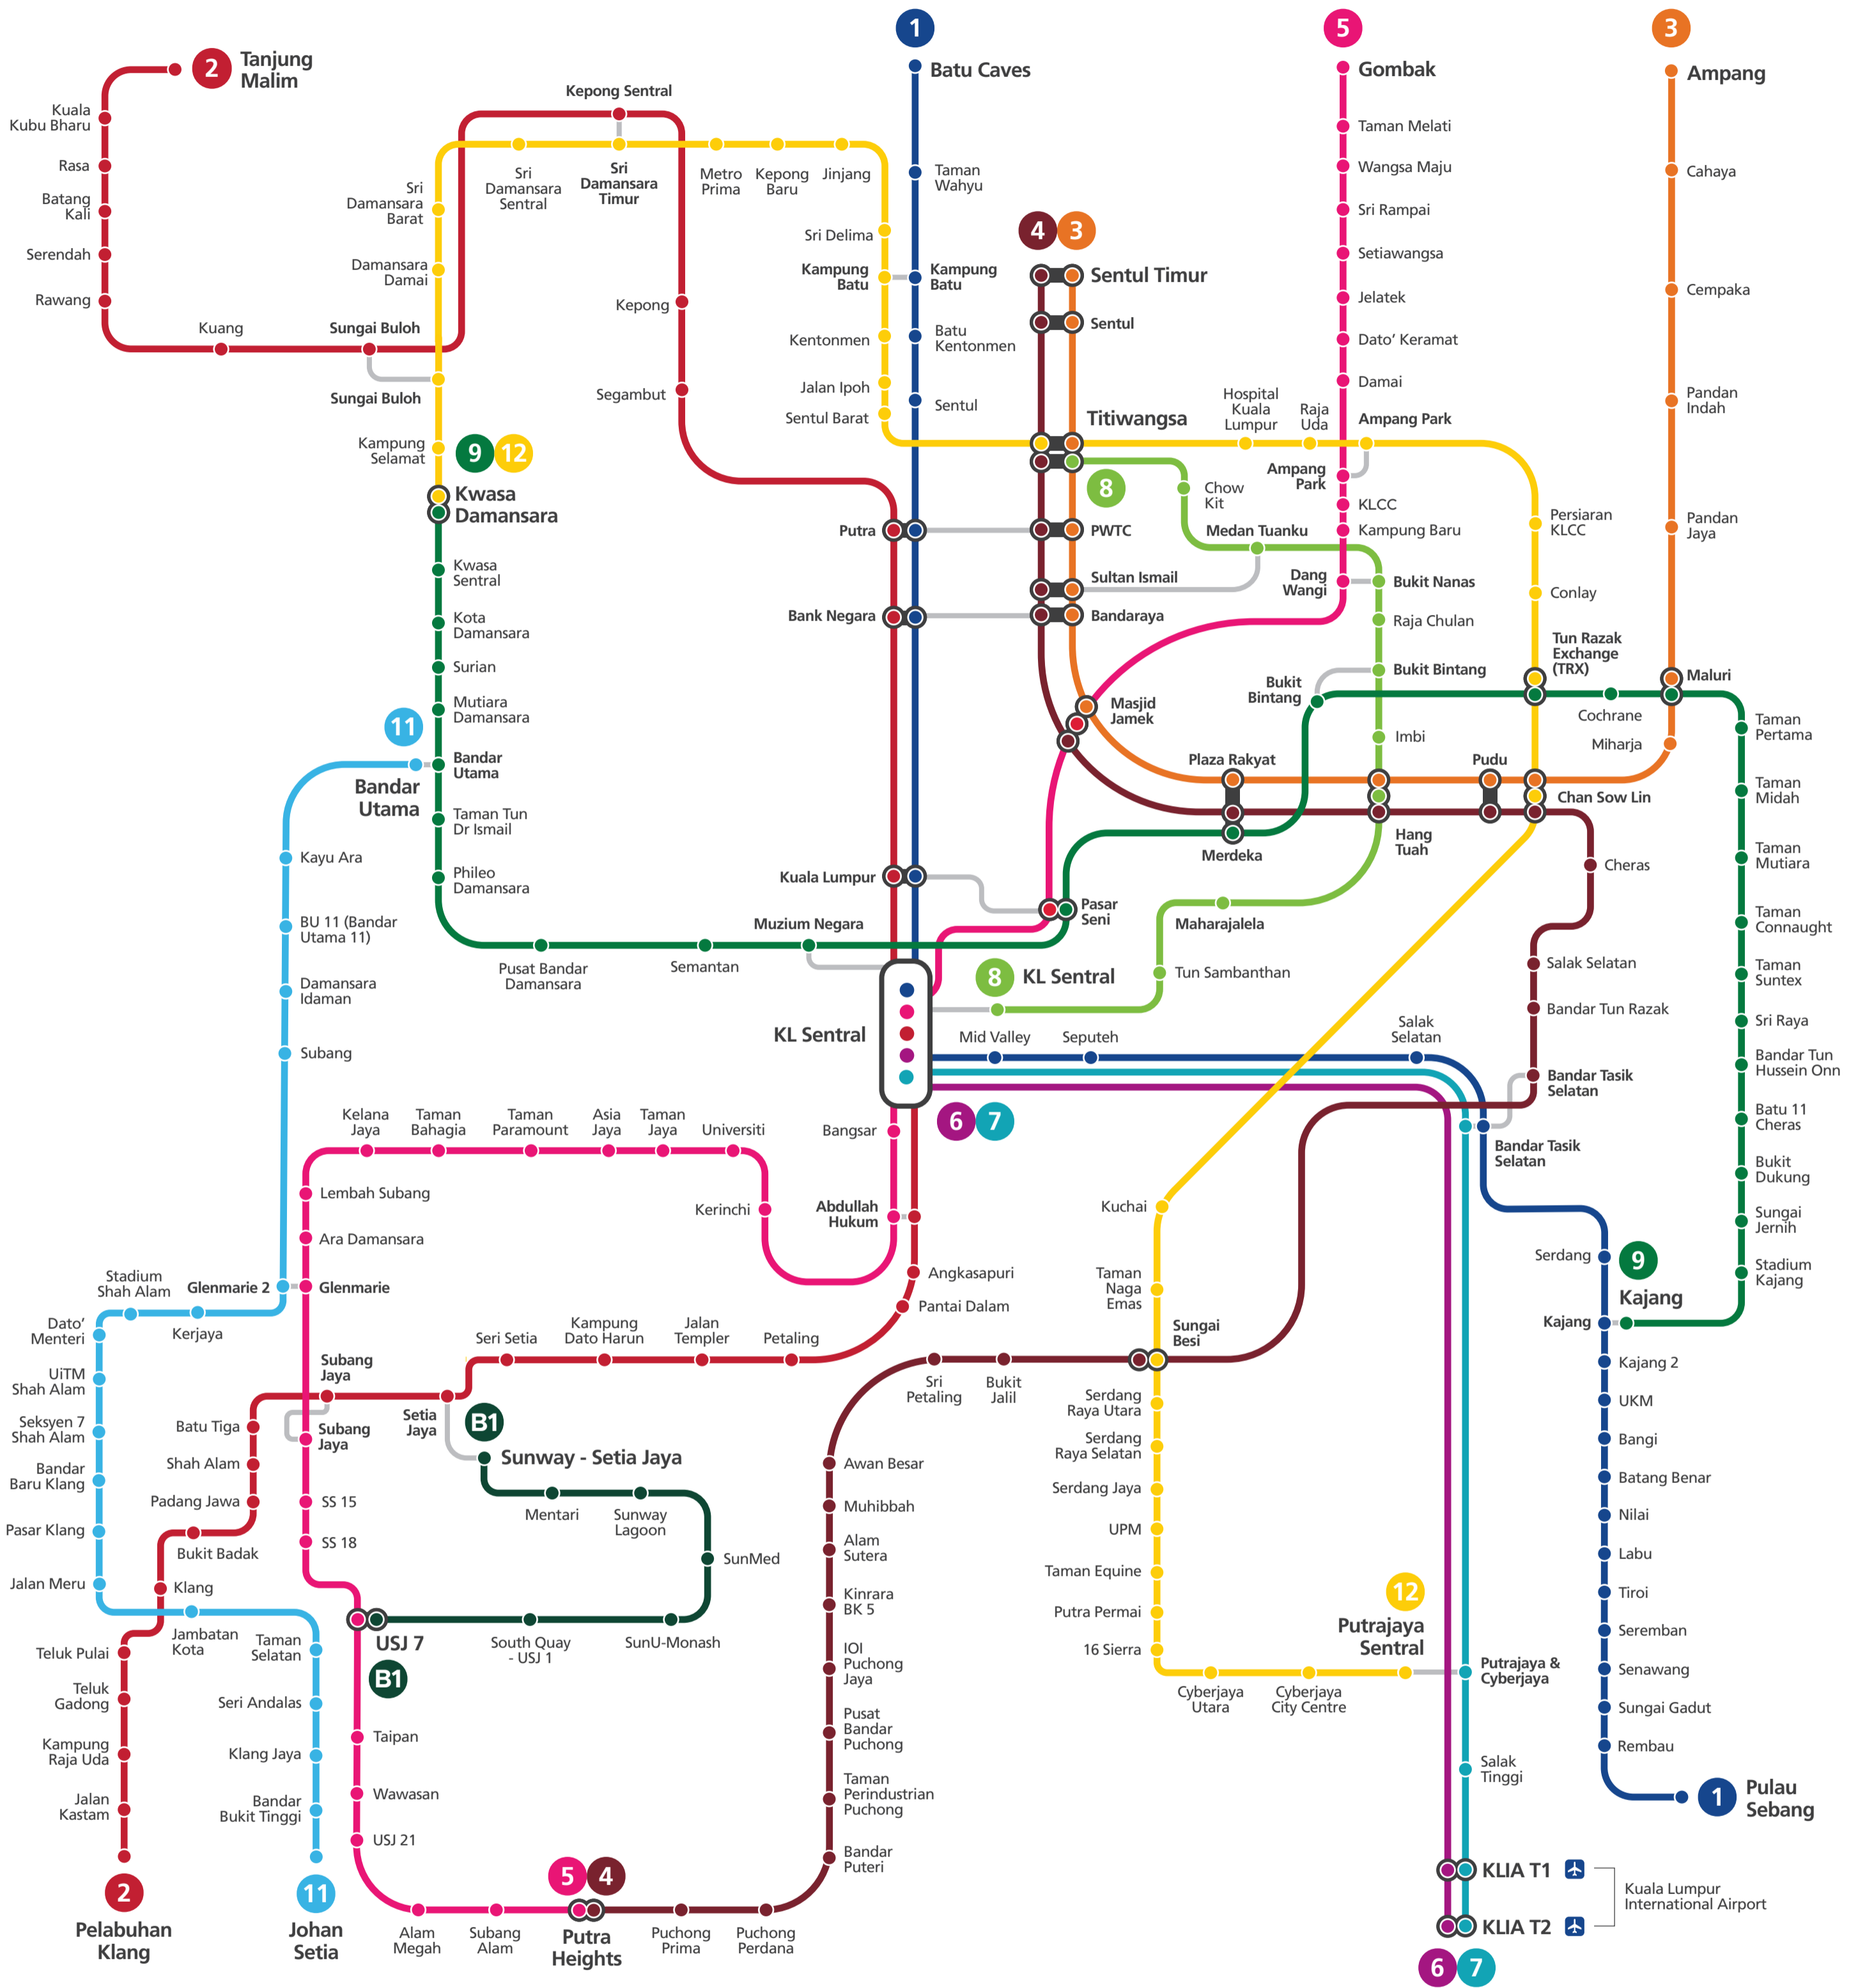 1
5
3
2
Tanjung
Malim
Batu Caves
Gombak
Ampang
Kuala
Kubu Bharu
Rasa
Batang
Kali
Serendah
Rawang
Kuang
Sungai Buloh
Sungai Buloh
Kepong Sentral
Sri
Damansara
Barat
Damansara
Damai
Sri
Damansara
Sentral
Sri
Damansara
Timur
Metro
Prima
Kepong
Baru
Jinjang
Kepong
Segambut
Kampung
Selamat
9
12
Kwasa
Damansara
Sri Delima
Kampung
Batu
Kentonmen
Jalan Ipoh
Sentul Barat
Taman
Wahyu
Kampung
Batu
Batu
Kentonmen
Sentul
4
3
Sentul Timur
Sentul
Titiwangsa
8
PWTC
Sultan Ismail
Bandaraya
Masjid
Jamek
Taman Melati
Wangsa Maju
Sri Rampai
Setiawangsa
Jelatek
Dato' Keramat
Damai
Hospital
Kuala
Lumpur
Raja
Uda
Ampang Park
Ampang
Park
KLCC
Kampung Baru
Dang
Wangi
Chow
Kit
Medan Tuanku
Bukit Nanas
Raja Chulan
Bukit Bintang
Bukit
Bintang
Imbi
Persiaran
KLCC
Conlay
Tun Razak
Exchange
(TRX)
Cahaya
Cempaka
Pandan
Indah
Pandan
Jaya
Maluri
Cochrane
Miharja
Plaza Rakyat
Pudu
Chan Sow Lin
Merdeka
Hang
Tuah
Cheras
Salak Selatan
Bandar Tun Razak
Bandar Tasik
Selatan
Taman
Pertama
Taman
Midah
Taman
Mutiara
Taman
Connaught
Taman
Suntex
Sri Raya
Bandar Tun
Hussein Onn
Batu 11
Cheras
Bukit
Dukung
Sungai
Jernih
Stadium
Kajang
Kwasa
Sentral
Kota
Damansara
Surian
Mutiara
Damansara
Bandar
Utama
Taman Tun
Dr Ismail
Phileo
Damansara
Pusat Bandar
Damansara
Semantan
Muzium Negara
Putra
Bank Negara
Kuala Lumpur
Pasar
Seni
11
Bandar
Utama
Kayu Ara
BU 11 (Bandar
Utama 11)
Damansara
Idaman
Subang
Maharajalela
Tun Sambanthan
8
KL Sentral
KL Sentral
6
7
Mid Valley
Seputeh
Salak
Selatan
Bandar Tasik
Selatan
Kelana
Jaya
Taman
Bahagia
Taman
Paramount
Asia
Jaya
Taman
Jaya
Universiti
Bangsar
Kerinchi
Abdullah
Hukum
Angkasapuri
Pantai Dalam
Lembah Subang
Ara Damansara
Glenmarie 2
Glenmarie
Stadium
Shah Alam
Kerjaya
Dato'
Menteri
UiTM
Shah Alam
Seksyen 7
Shah Alam
Bandar
Baru Klang
Pasar Klang
Jalan Meru
Seri Setia
Kampung
Dato Harun
Jalan
Templer
Petaling
Subang
Jaya
Setia
Jaya
Subang
Jaya
Batu Tiga
Shah Alam
Padang Jawa
Bukit Badak
Klang
SS 15
SS 18
B1
Sunway - Setia Jaya
Mentari
Sunway
Lagoon
SunMed
SunU-Monash
South Quay
- USJ 1
USJ 7
B1
Jambatan
Kota
Taman
Selatan
Seri Andalas
Klang Jaya
Bandar
Bukit Tinggi
Teluk Pulai
Teluk
Gadong
Kampung
Raja Uda
Jalan
Kastam
2
Pelabuhan
Klang
11
Johan
Setia
Taipan
Wawasan
USJ 21
Alam
Megah
Subang
Alam
5
4
Putra
Heights
Puchong
Prima
Puchong
Perdana
Bandar
Puteri
Taman
Perindustrian
Puchong
Pusat
Bandar
Puchong
IOI
Puchong
Jaya
Kinrara
BK 5
Alam
Sutera
Muhibbah
Awan Besar
Sri
Petaling
Bukit
Jalil
Sungai
Besi
Kuchai
Taman
Naga
Emas
Serdang
Raya Utara
Serdang
Raya Selatan
Serdang Jaya
UPM
Taman Equine
Putra Permai
16 Sierra
Cyberjaya
Utara
Cyberjaya
City Centre
12
Putrajaya
Sentral
Putrajaya &
Cyberjaya
Salak
Tinggi
Serdang
9
Kajang
Kajang
Kajang 2
UKM
Bangi
Batang Benar
Nilai
Labu
Tiroi
Seremban
Senawang
Sungai Gadut
Rembau
1
Pulau
Sebang
KLIA T1
KLIA T2
Kuala Lumpur
International Airport
6
7